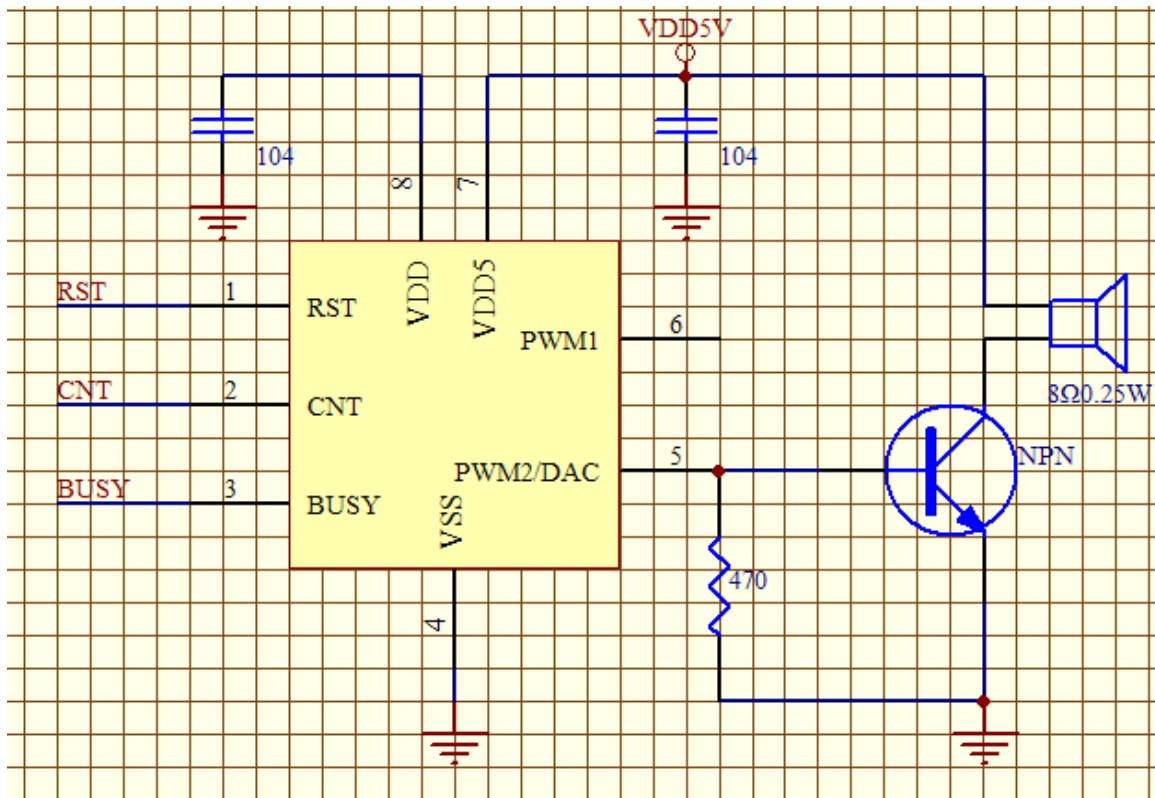 VDD5V
104
104
8
7
RST
1
RST
VDD
VDD5
PWM1
6
8Ω0.25W
CNT
2
CNT
PWM2/DAC
5
NPN
BUSY
3
BUSY
VSS
470
4